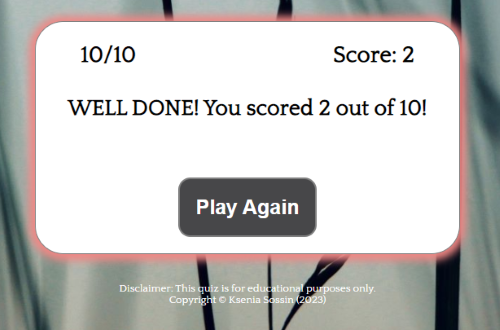 10/10 Score: 2
WELL DONE! You scored 2 out of 10!
Play Again
Disclaimer: This quiz is for educational purposes only.
Copyright © Ksenia Sossin (2023)